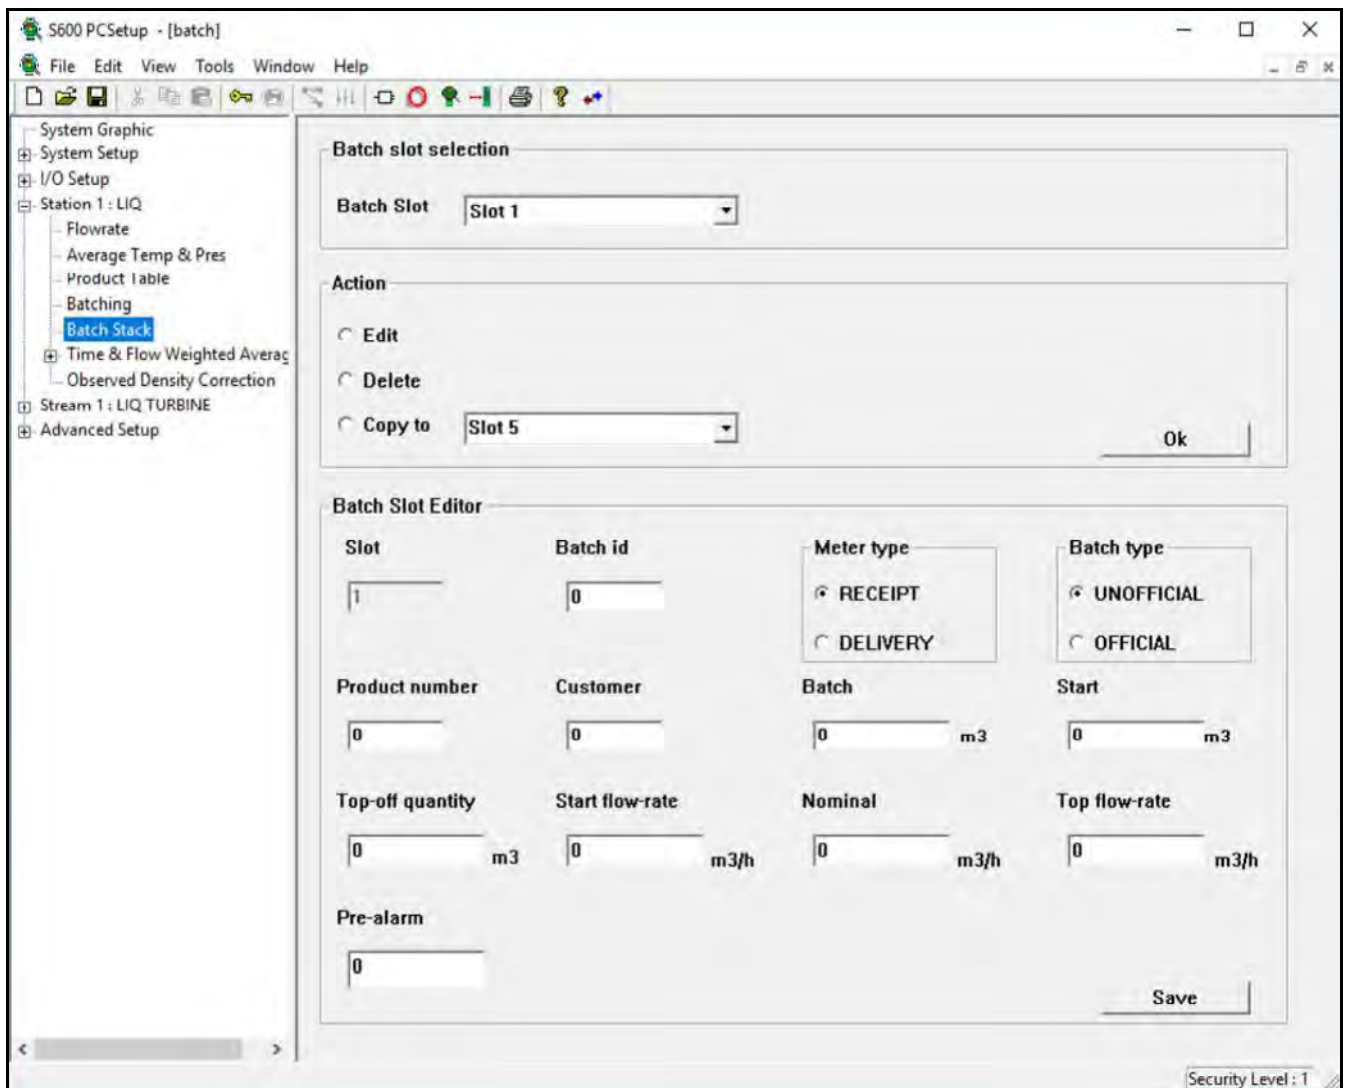 S600 PCSetup - [batch]
File Edit View Tools Window Help
System Graphic
System Setup
I/O Setup
Station 1 : LIQ
Flowrate
Average Temp & Pres
Product Table
Batching
Batch Stack
Time & Flow Weighted Averag
Observed Density Correction
Stream 1 : LIQ TURBINE
Advanced Setup
Batch slot selection
Batch Slot Slot 1
Action
Edit
Delete
Copy to Slot 5
Ok
Batch Slot Editor
Slot Batch id Meter type Batch type
1 0 RECEIPT UNOFFICIAL
DELIVERY OFFICIAL
Product number Customer Batch Start
0 0 0 m3 0 m3
Top-off quantity Start flow-rate Nominal Top flow-rate
0 m3 0 m3/h 0 m3/h 0 m3/h
Pre-alarm
0
Save
Security Level : 1